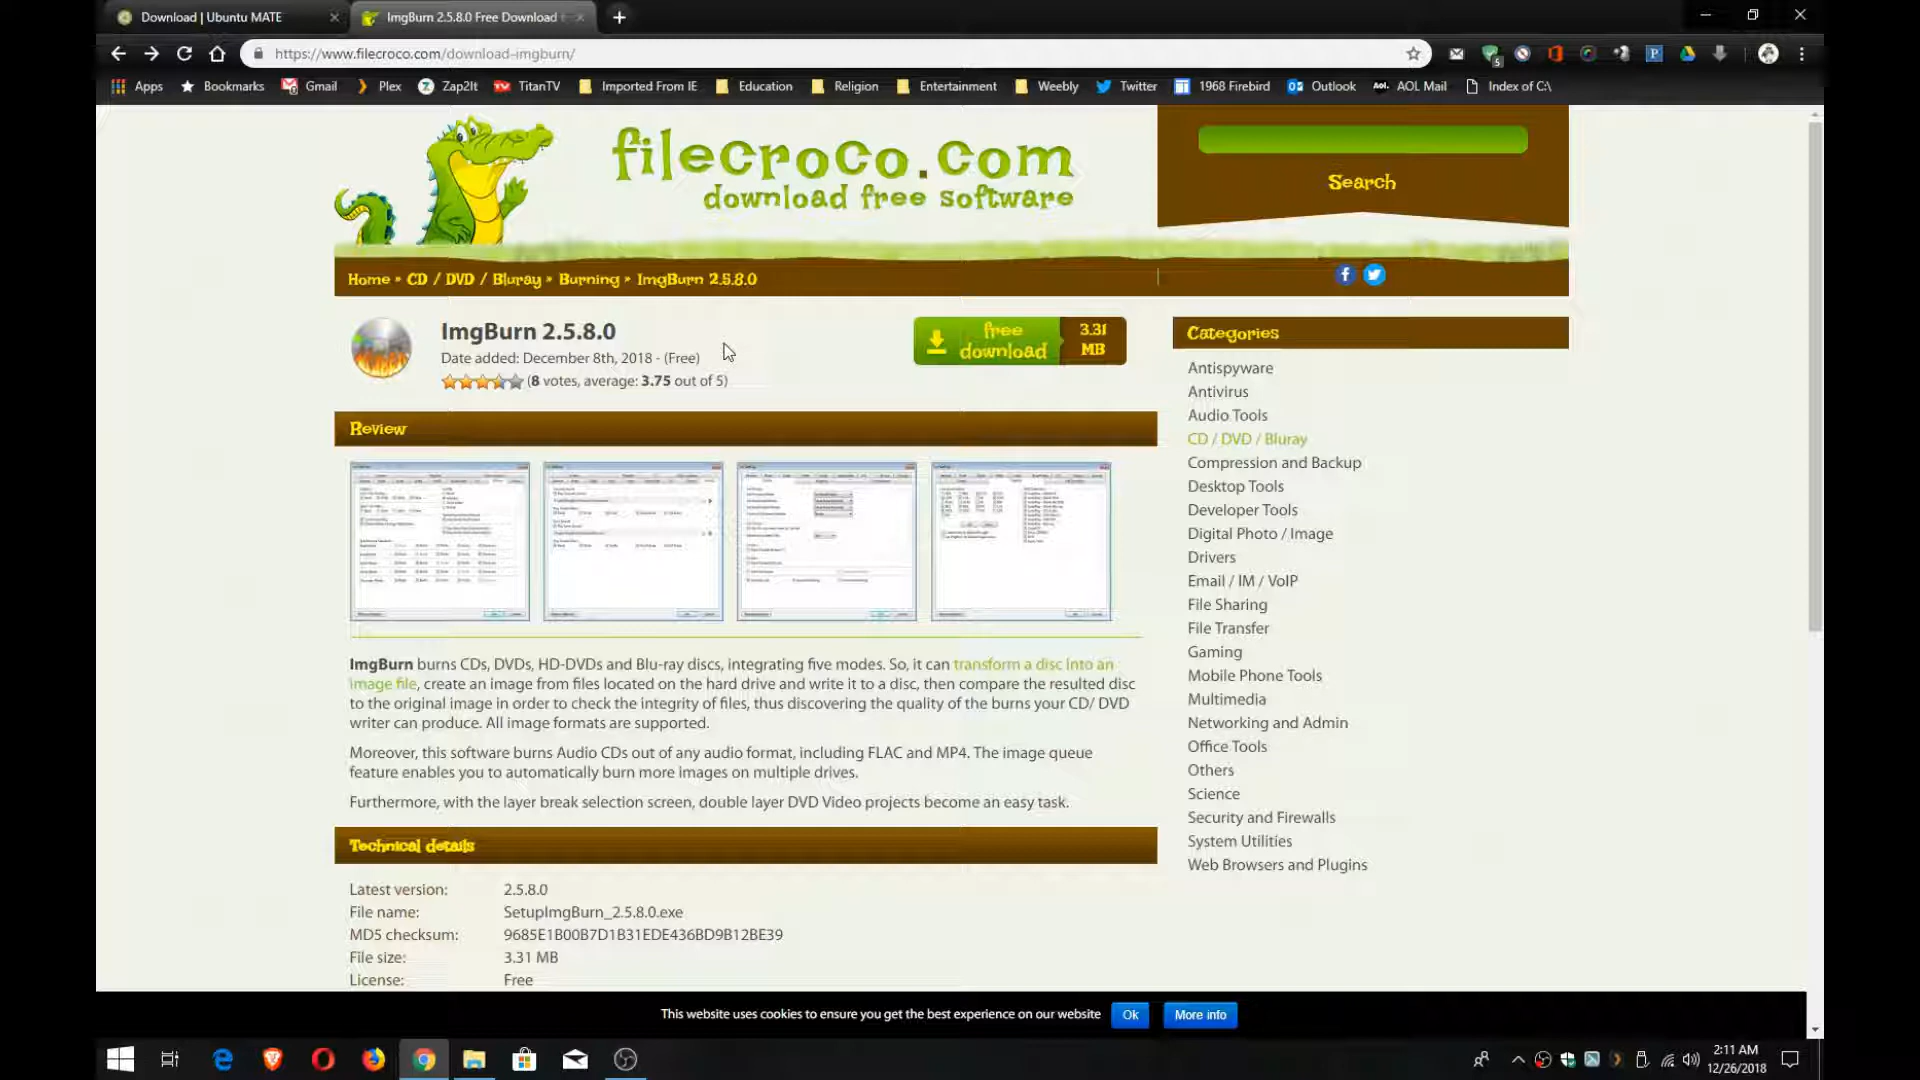 Download | Ubuntu MATE
ImgBurn 2.5.8.0 Free Download
https://www.filecroco.com/download-imgburn/
5
Apps
Bookmarks
Gmail
Plex
Zap2It
TitanTV
Imported From IE
Education
Religion
Entertainment
Weebly
Twitter
1968 Firebird
Outlook
Aol.
AOL Mail
Index of C:\
filecroco.com
download free software
Search
Home » CD / DVD / Bluray » Burning » ImgBurn 2.5.8.0
ImgBurn 2.5.8.0
Date added: December 8th, 2018 - (Free)
(8 votes, average: 3.75 out of 5)
free
download
3.31
MB
Review
ImgBurn burns CDs, DVDs, HD-DVDs and Blu-ray discs, integrating five modes. So, it can transform a disc into an
image file, create an image from files located on the hard drive and write it to a disc, then compare the resulted disc
to the original image in order to check the integrity of files, thus discovering the quality of the burns your CD/ DVD
writer can produce. All image formats are supported.
Moreover, this software burns Audio CDs out of any audio format, including FLAC and MP4. The image queue
feature enables you to automatically burn more images on multiple drives.
Furthermore, with the layer break selection screen, double layer DVD Video projects become an easy task.
Technical details
Latest version: 2.5.8.0
File name: SetupImgBurn_2.5.8.0.exe
MD5 checksum: 9685E1B00B7D1B31EDE436BD9B12BE39
File size: 3.31 MB
License: Free
Categories
Antispyware
Antivirus
Audio Tools
CD / DVD / Bluray
Compression and Backup
Desktop Tools
Developer Tools
Digital Photo / Image
Drivers
Email / IM / VoIP
File Sharing
File Transfer
Gaming
Mobile Phone Tools
Multimedia
Networking and Admin
Office Tools
Others
Science
Security and Firewalls
System Utilities
Web Browsers and Plugins
This website uses cookies to ensure you get the best experience on our website
Ok
More info
2:11 AM
12/26/2018